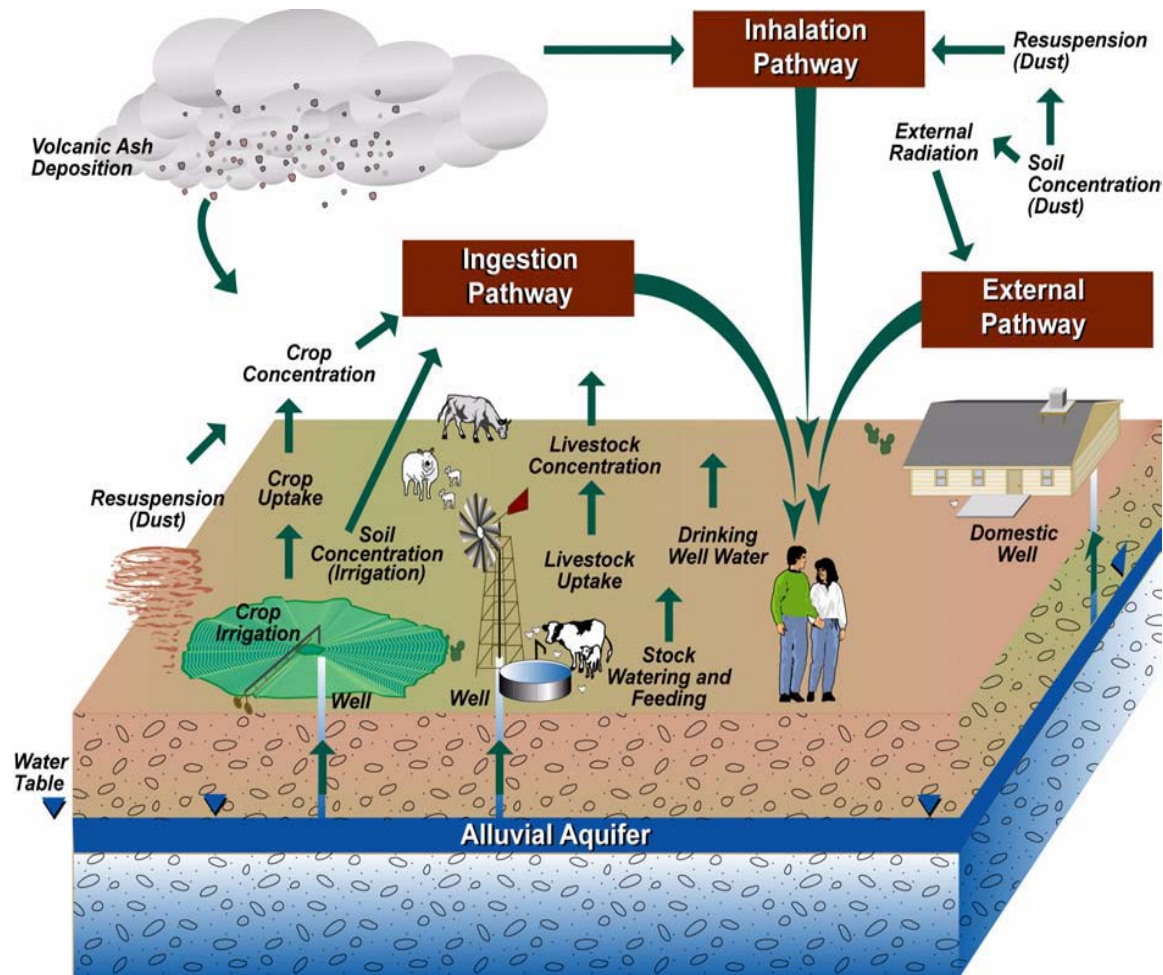 Inhalation
Pathway
Resuspension
(Dust)
Volcanic Ash
Deposition
External
Radiation
Soil
Concentration
(Dust)
Ingestion
Pathway
External
Pathway
Crop
Concentration
Livestock
Concentration
Crop
Uptake
Resuspension
(Dust)
Soil
Concentration
(Irrigation)
Livestock
Uptake
Drinking
Well Water
Domestic
Well
Crop
Irrigation
Stock
Watering and
Feeding
Well
Well
Water
Table
Alluvial Aquifer